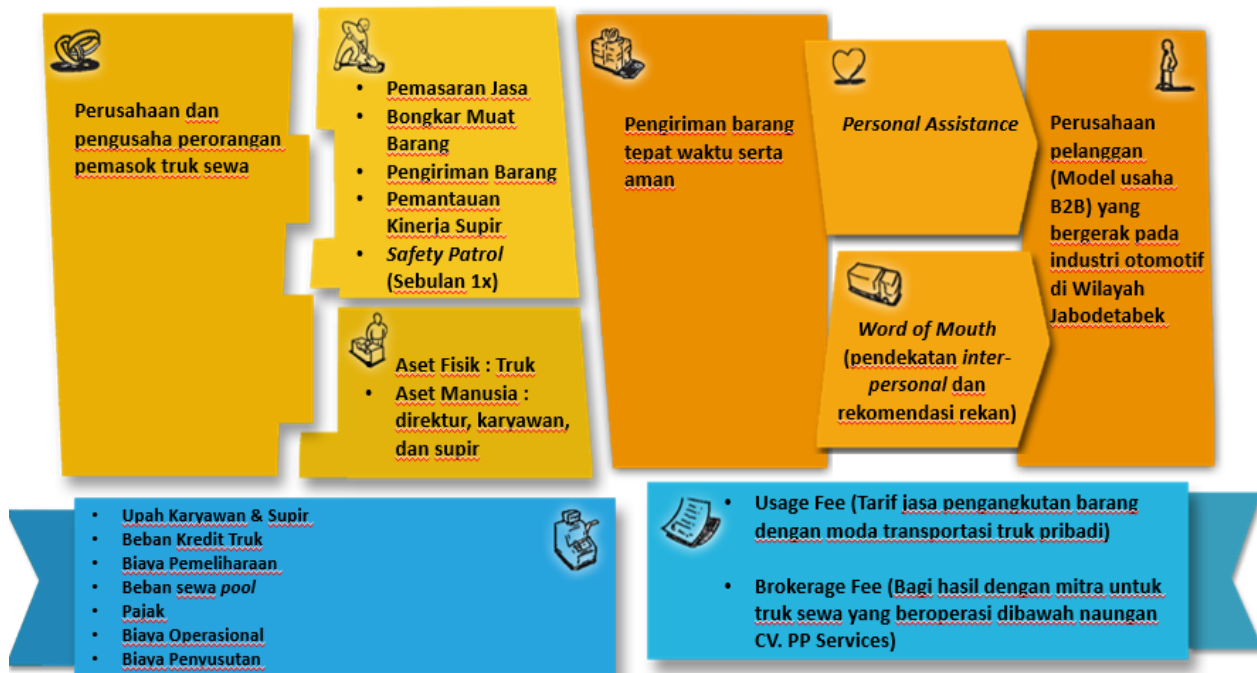 Perusahaan dan
pengusaha perorangan
pemasok truk sewa
• Pemasaran Jasa
• Bongkar Muat
Barang
• Pengiriman Barang
• Pemantauan
Kinerja Supir
• Safety Patrol
(Sebulan 1x)
Aset Fisik : Truk
• Aset Manusia :
direktur, karyawan,
dan supir
Pengiriman barang
tepat waktu serta
aman
Personal Assistance
Word of Mouth
(pendekatan inter-
personal dan
rekomendasi rekan)
Perusahaan
pelanggan
(Model usaha
B2B) yang
bergerak pada
industri otomotif
di Wilayah
Jabodetabek
• Upah Karyawan & Supir
• Beban Kredit Truk
• Biaya Pemeliharaan
• Beban sewa pool
• Pajak
• Biaya Operasional
• Biaya Penyusutan
• Usage Fee (Tarif jasa pengangkutan barang
dengan moda transportasi truk pribadi)
• Brokerage Fee (Bagi hasil dengan mitra untuk
truk sewa yang beroperasi dibawah naungan
CV. PP Services)